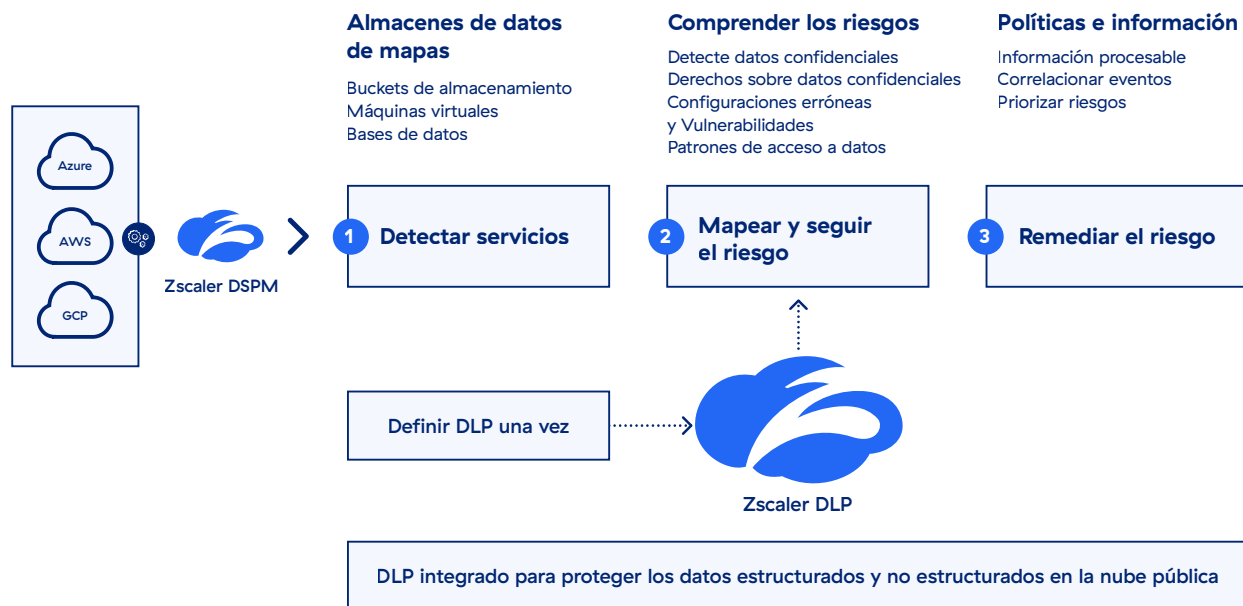 Almacenes de datos
de mapas
Buckets de almacenamiento
Máquinas virtuales
Bases de datos
Comprender los riesgos
Detecte datos confidenciales
Derechos sobre datos confidenciales
Configuraciones erróneas
y Vulnerabilidades
Patrones de acceso a datos
Políticas e información
Información procesable
Correlacionar eventos
Priorizar riesgos
Azure
AWS
GCP
Zscaler DSPM
1
Detectar servicios
2
Mapear y seguir
el riesgo
3
Remediar el riesgo
Definir DLP una vez
Zscaler DLP
DLP integrado para proteger los datos estructurados y no estructurados en la nube pública